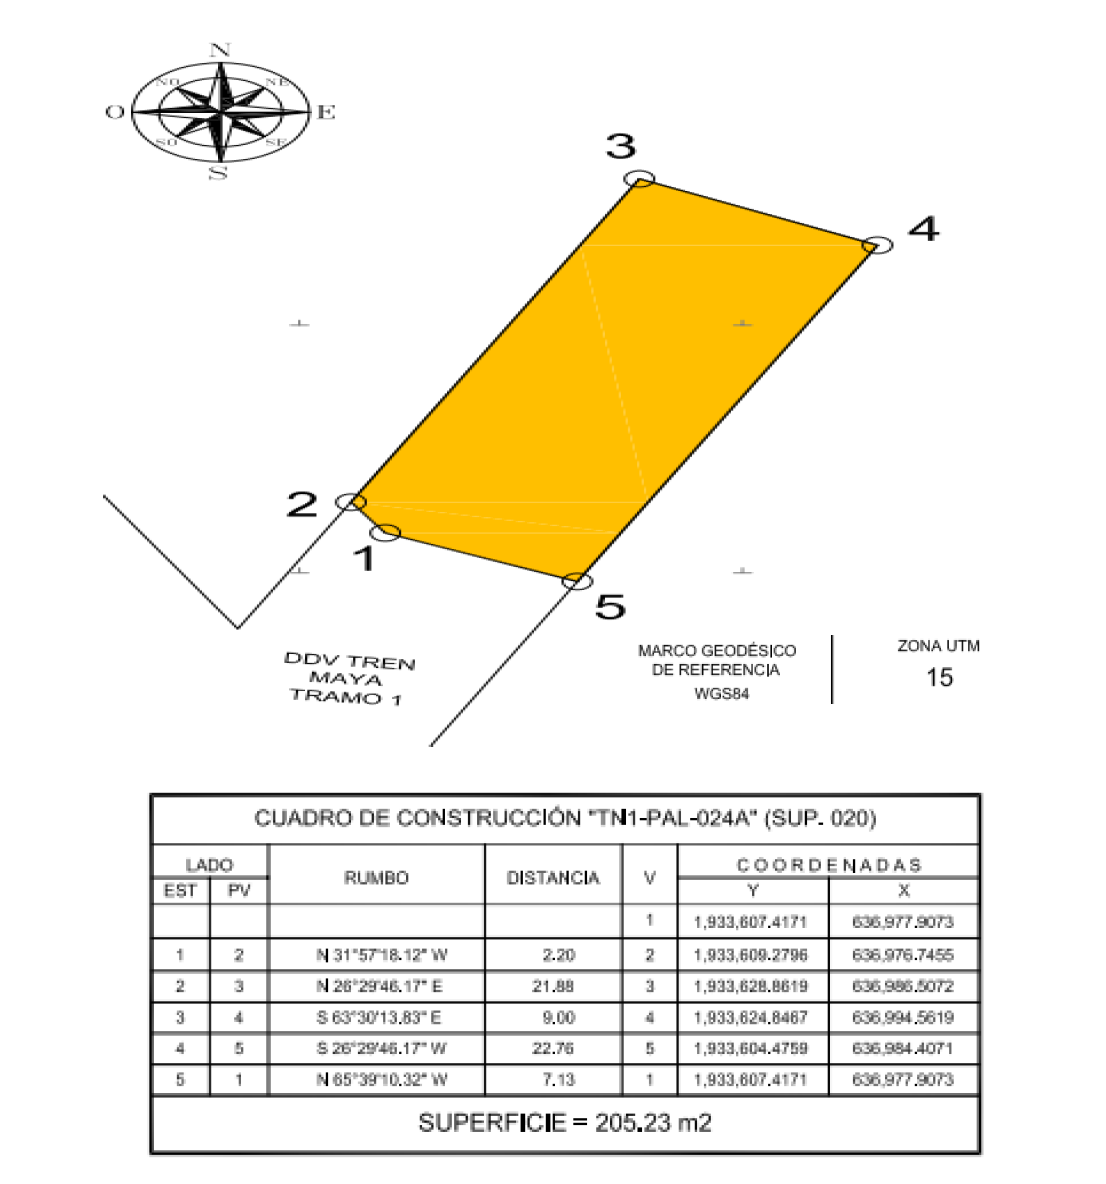 N
NO
NE
O
E
SO
SE
S
3
4
2
1
5
DDV TREN
MAYA
TRAMO 1
MARCO GEODÉSICO
DE REFERENCIA
WGS84
ZONA UTM
15
CUADRO DE CONSTRUCCIÓN "TN1-PAL-024A" (SUP. 020)
LADO RUMBO DISTANCIA V COORDENADAS
EST PV Y X
1 1,933,607.4171 636,977.9073
1 2 N 31°57'18.12" W 2.20 2 1,933,609.2796 636,976.7455
2 3 N 26°29'46.17" E 21.88 3 1,933,628.8619 636,986.5072
3 4 S 63°30'13.83" E 9.00 4 1,933,624.8467 636,994.5619
4 5 S 26°29'46.17" W 22.76 5 1,933,604.4759 636,984.4071
5 1 N 65°39'10.32" W 7.13 1 1,933,607.4171 636,977.9073
SUPERFICIE = 205.23 m2